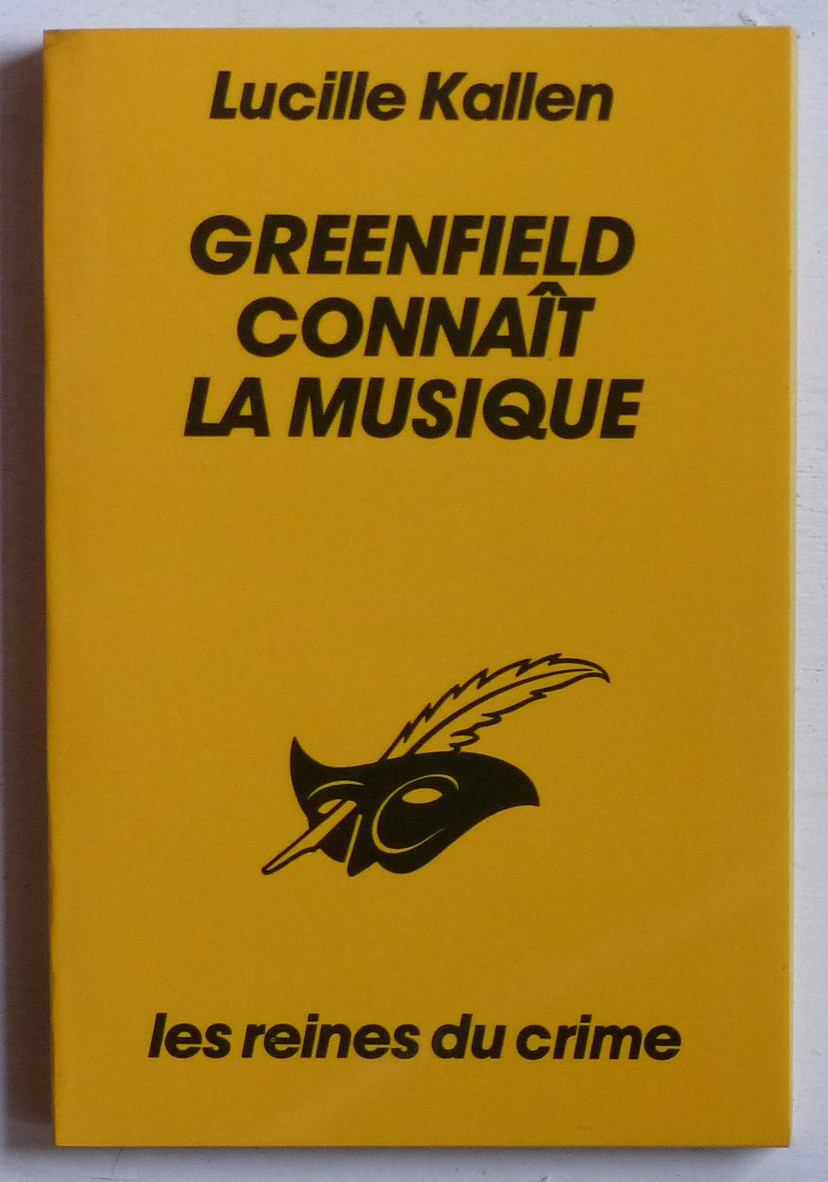 Lucille Kallen
GREENFIELD
CONNAÎT
LA MUSIQUE
les reines du crime